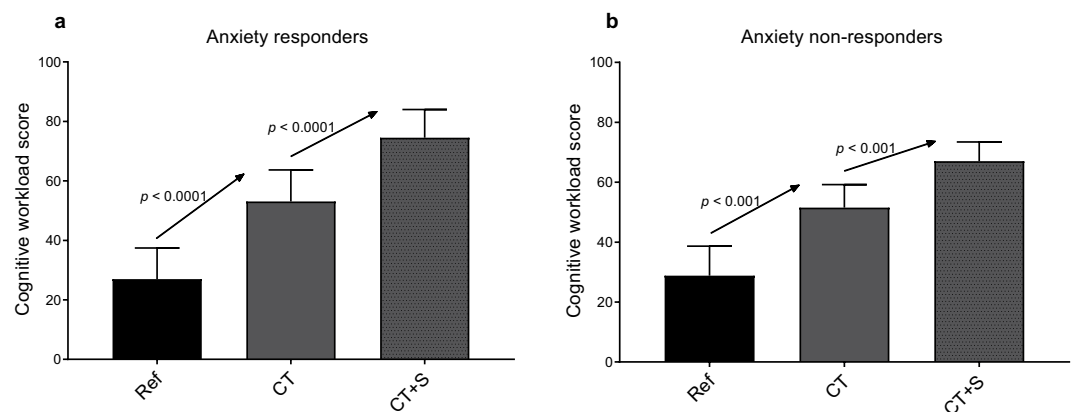 a
Anxiety responders
Cognitive workload score
100
80
60
40
20
0
p < 0.0001
p < 0.0001
Ref
CT
CT+S
b
Anxiety non-responders
Cognitive workload score
100
80
60
40
20
0
p < 0.001
p < 0.001
Ref
CT
CT+S